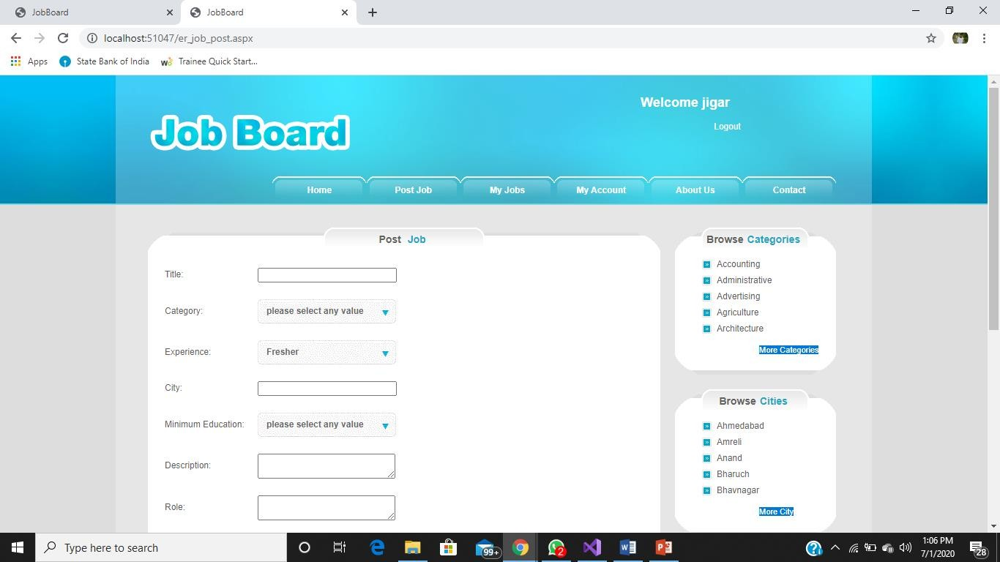 JobBoard
JobBoard
localhost:51047/er_job_post.aspx
Apps State Bank of India Trainee Quick Start...
Welcome jigar
Logout
Job Board
Home Post Job My Jobs My Account About Us Contact
Post Job
Title:
Category: please select any value
Experience: Fresher
City:
Minimum Education: please select any value
Description:
Role:
Browse Categories
Accounting
Administrative
Advertising
Agriculture
Architecture
More Categories
Browse Cities
Ahmedabad
Amreli
Anand
Bharuch
Bhavnagar
More City
Type here to search
99+
2
1:06 PM
7/1/2020
28